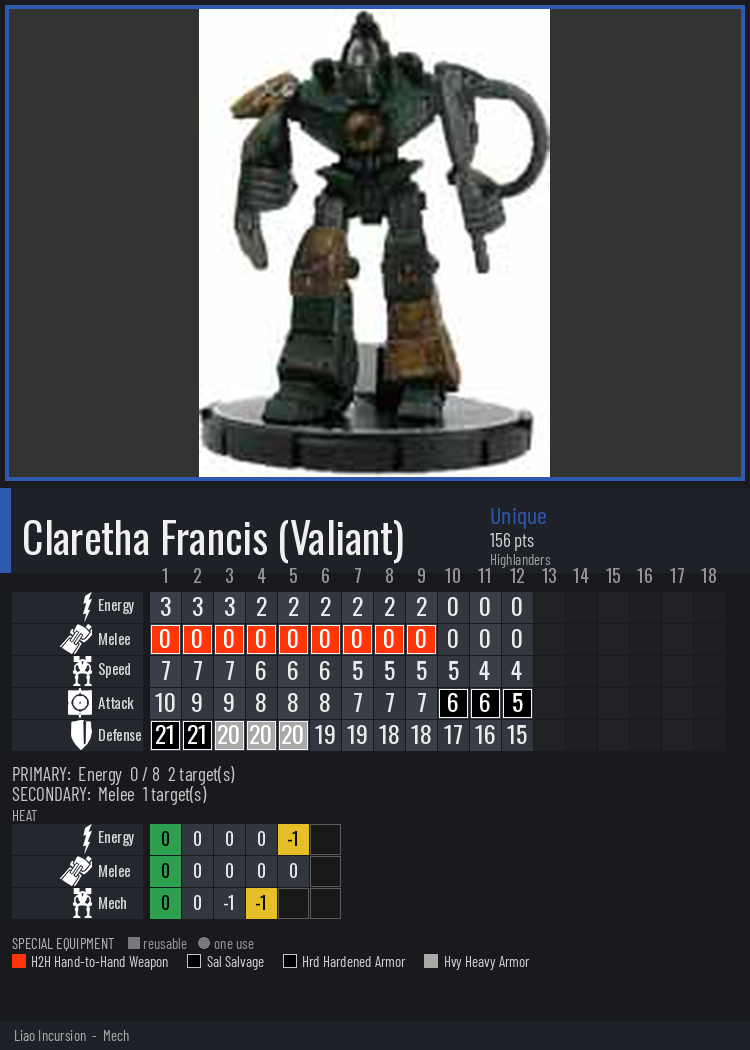 Claretha Francis (Valiant)
Unique
156 pts
Highlanders
1 2 3 4 5 6 7 8 9 10 11 12 13 14 15 16 17 18
Energy 3 3 3 2 2 2 2 2 2 0 0 0
Melee 0 0 0 0 0 0 0 0 0 0 0 0
Speed 7 7 7 6 6 6 5 5 5 5 4 4
Attack 10 9 9 8 8 8 7 7 7 6 6 5
Defense 21 21 20 20 20 19 19 18 18 17 16 15
PRIMARY: Energy 0 / 8 2 target(s)
SECONDARY: Melee 1 target(s)
HEAT
Energy 0 0 0 0 -1
Melee 0 0 0 0 0
Mech 0 0 -1 -1
SPECIAL EQUIPMENT reusable one use
H2H Hand-to-Hand Weapon Sal Salvage Hrd Hardened Armor Hvy Heavy Armor
Liao Incursion - Mech